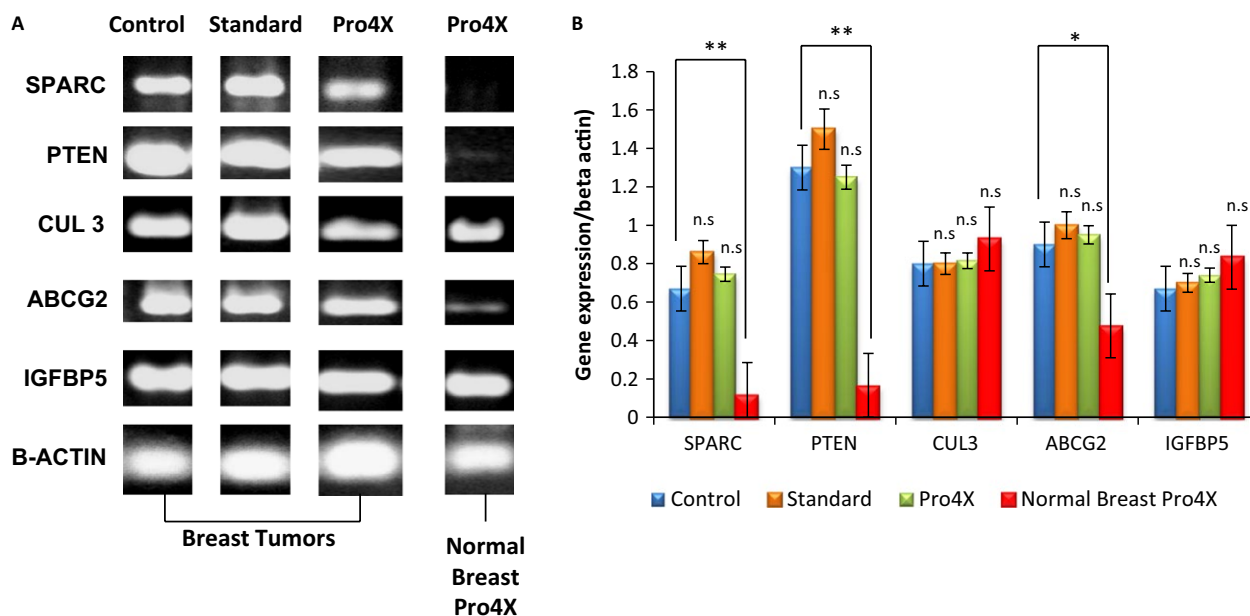 A
Control Standard Pro4X Pro4X
SPARC
PTEN
CUL 3
ABCG2
IGFBP5
B-ACTIN
Breast Tumors
Normal
Breast
Pro4X
B
** ** *
Gene expression/beta actin)
1.8
1.6
1.4
1.2
1
0.8
0.6
0.4
0.2
0
n.s
n.s
n.s
n.s
n.s
n.s
n.s
n.s
n.s
n.s
n.s
n.s
SPARC PTEN CUL3 ABCG2 IGFBP5
Control Standard Pro4X Normal Breast Pro4X